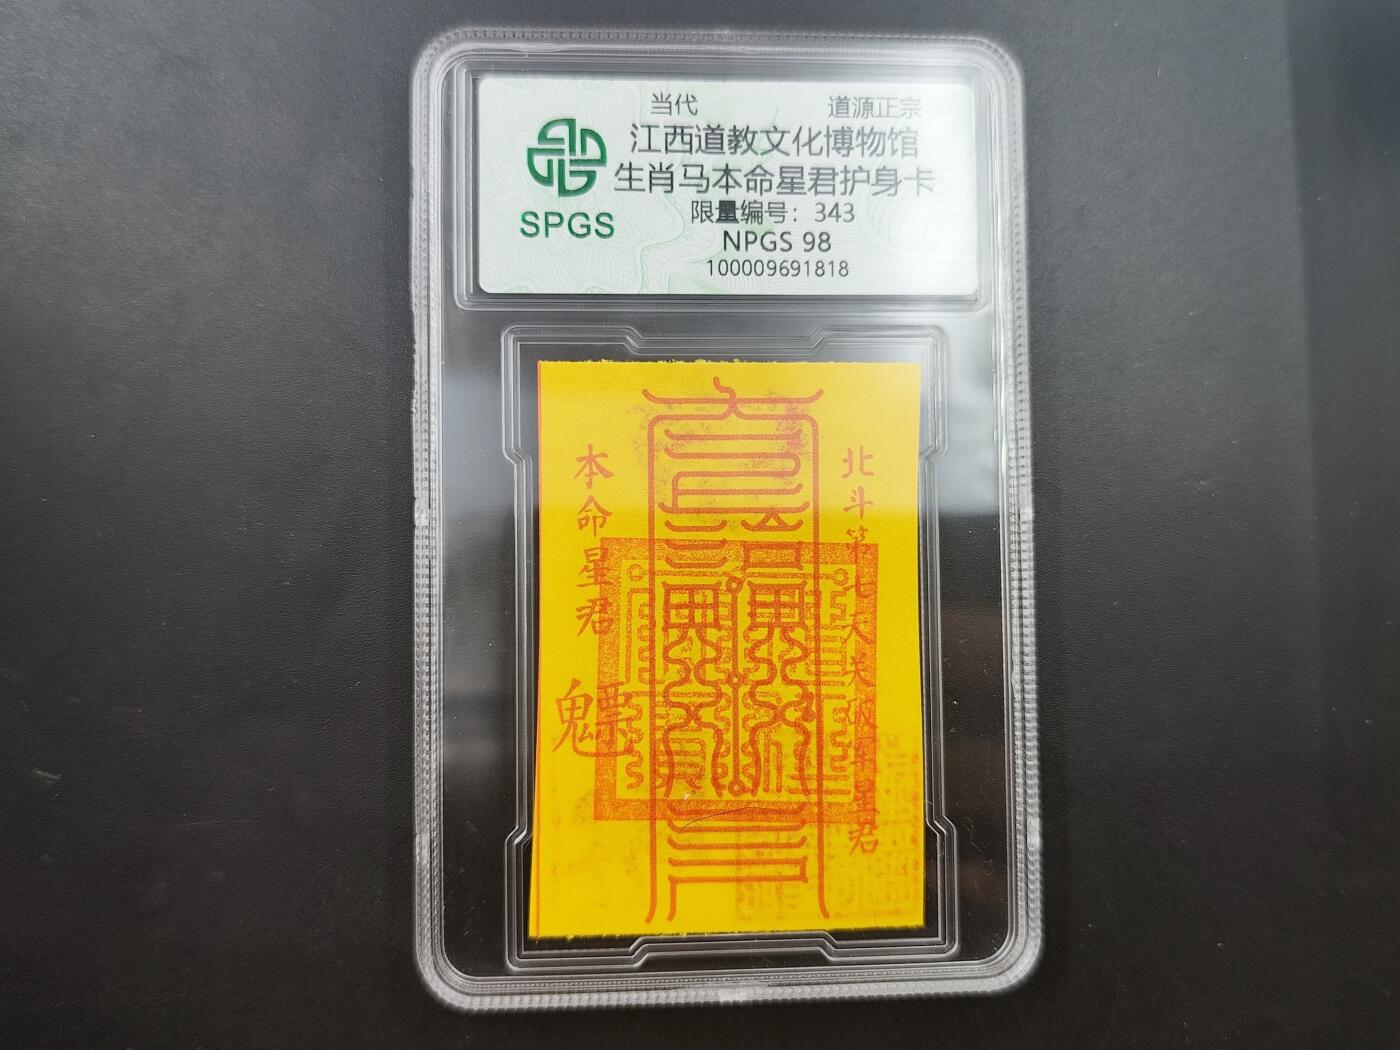 当代 道源正宗
江西道教文化博物馆
生肖马本命星君护身卡
限量编号：343
NPGS 98
100009691818
SPGS
北斗第七天关破军星君
本命星君